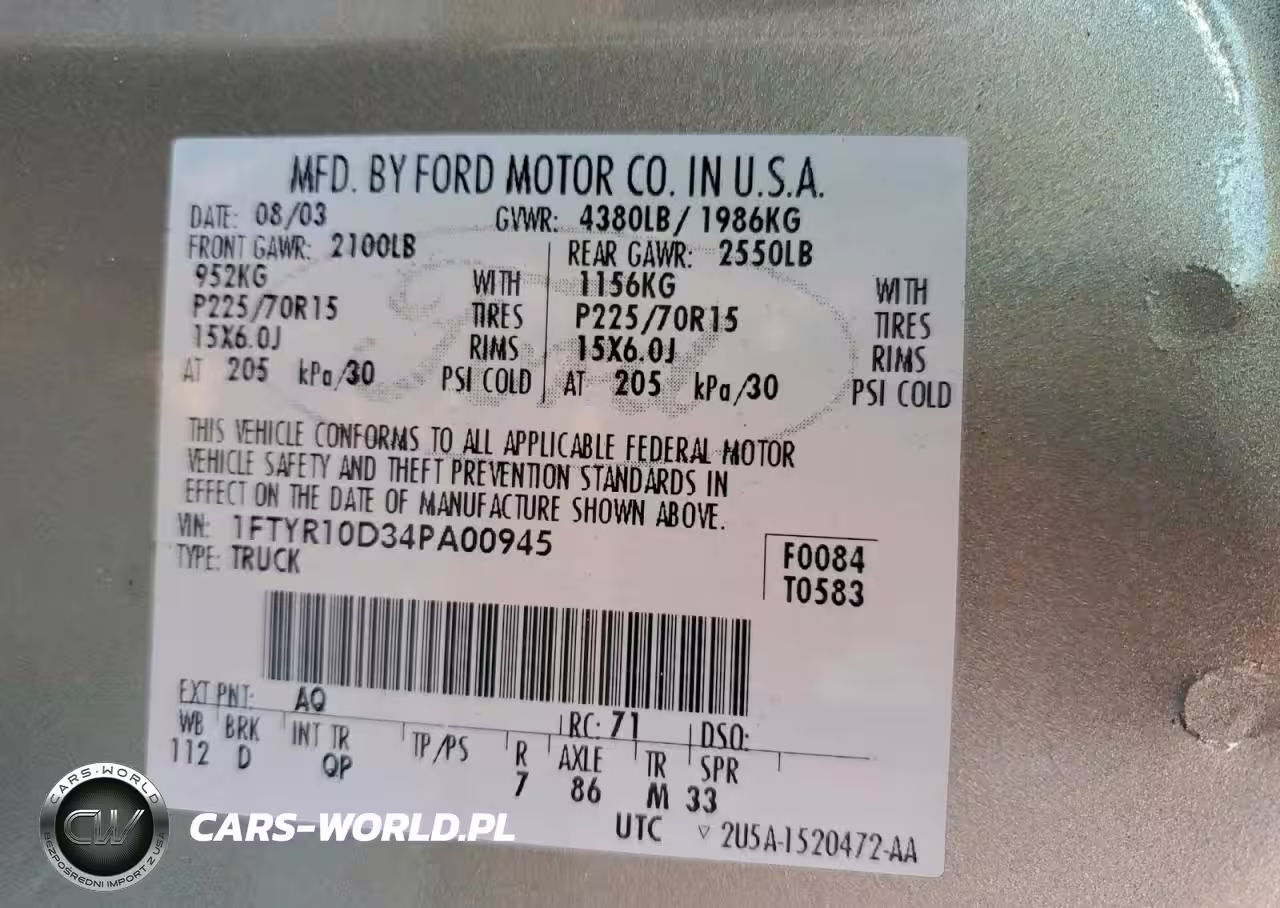 MFD. BY FORD MOTOR CO. IN U.S.A.
DATE: 08/03 GVWR: 4380LB/ 1986KG
FRONT GAWR: 2100LB REAR GAWR: 2550LB
952KG WITH 1156KG WITH
P225/70R15 TIRES P225/70R15 TIRES
15X6.0J RIMS 15X6.0J RIMS
AT 205 kPa/30 PSI COLD AT 205 kPa/30 PSI COLD
THIS VEHICLE CONFORMS TO ALL APPLICABLE FEDERAL MOTOR
VEHICLE SAFETY AND THEFT PREVENTION STANDARDS IN
EFFECT ON THE DATE OF MANUFACTURE SHOWN ABOVE.
VIN: 1FTYR10D34PA00945
TYPE: TRUCK
F0084
T0583
EXT PNT: AQ
RC: 71 DSO:
WB BRK INT TR TP/PS R AXLE TR SPR
112 D QP 7 86 M 33
UTC ▽ 2U5A-1520472-AA
CARS-WORLD
CW
BEZPOŚREDNI IMPORT Z USA
CARS-WORLD.PL